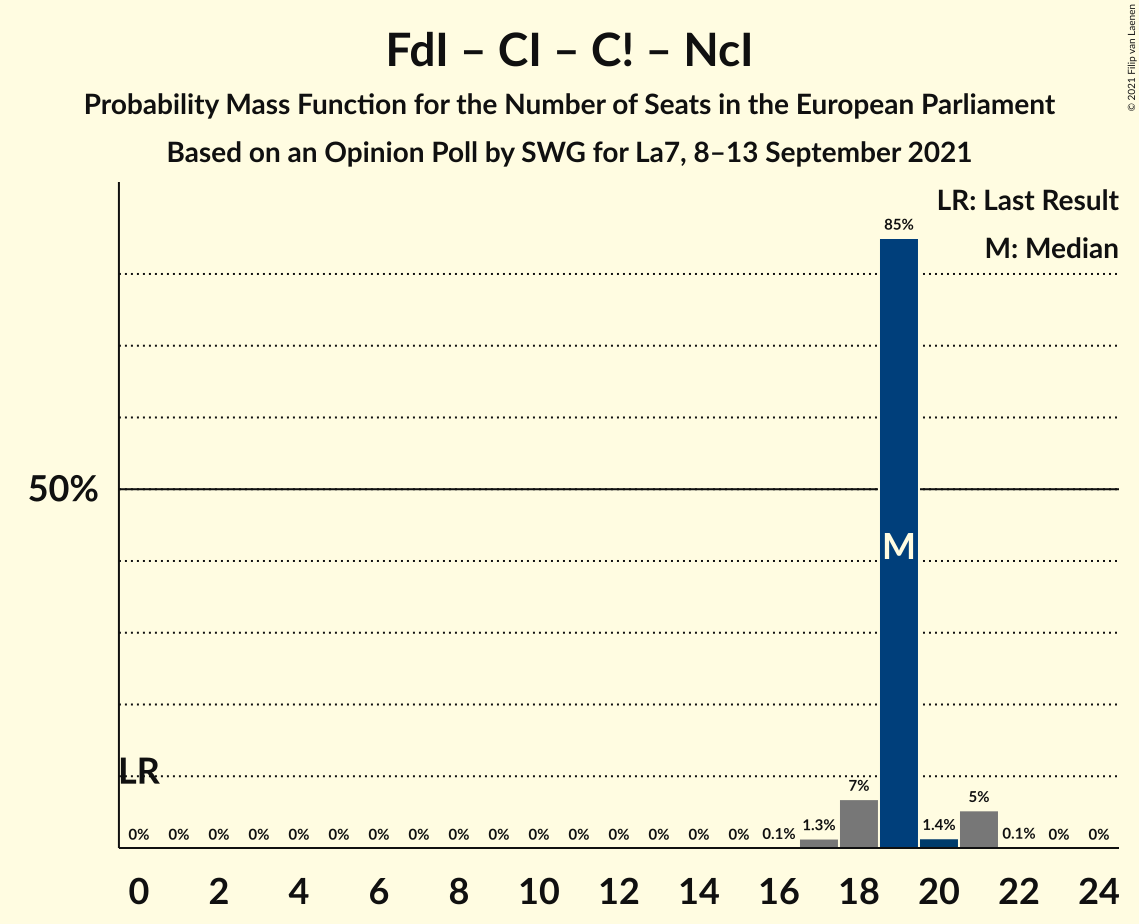 FdI – CI – C! – NcI
Probability Mass Function for the Number of Seats in the European Parliament
Based on an Opinion Poll by SWG for La7, 8–13 September 2021
© 2021 Filip van Laenen
LR: Last Result
M: Median
85%
50%
M
LR
0% 0% 0% 0% 0% 0% 0% 0% 0% 0% 0% 0% 0% 0% 0% 0% 0.1% 1.3% 7% 1.4% 5% 0.1% 0% 0%
0 2 4 6 8 10 12 14 16 18 20 22 24